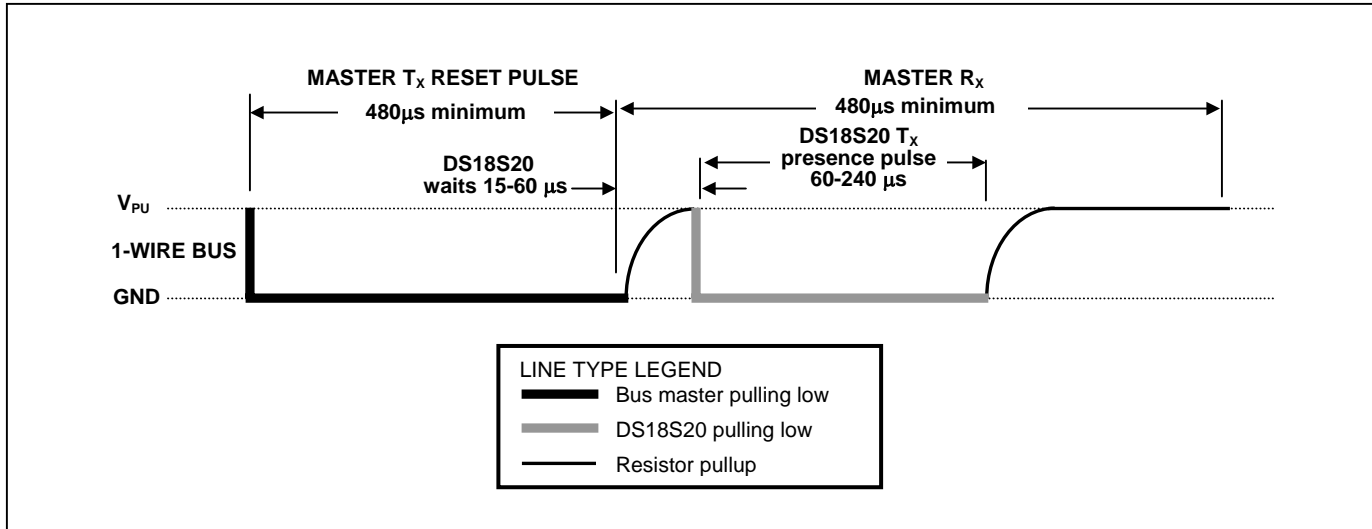 MASTER TX RESET PULSE
480μs minimum
MASTER RX
480μs minimum
DS18S20
waits 15-60 μs
DS18S20 TX
presence pulse
60-240 μs
VPU
1-WIRE BUS
GND
LINE TYPE LEGEND
Bus master pulling low
DS18S20 pulling low
Resistor pullup